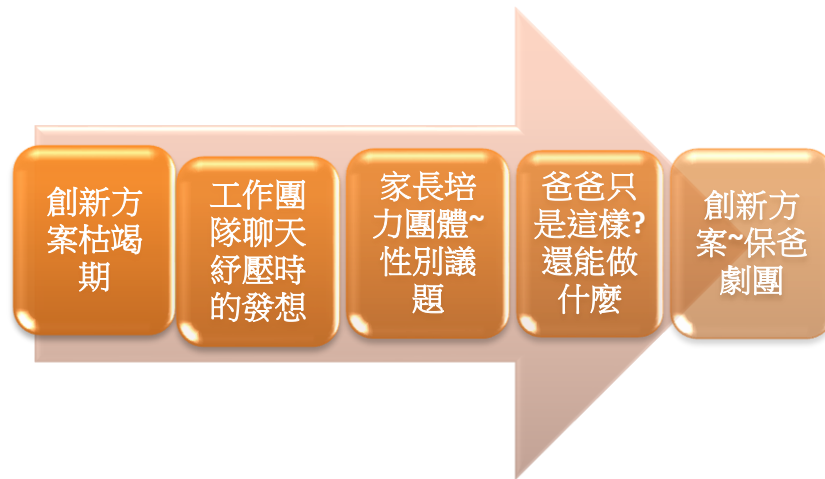 創新方
案枯竭
期
工作團
隊聊天
紓壓時
的發想
家長培
力團體~
性別議
題
爸爸只
是這樣?
還能做
什麼
創新方
案~保爸
劇團